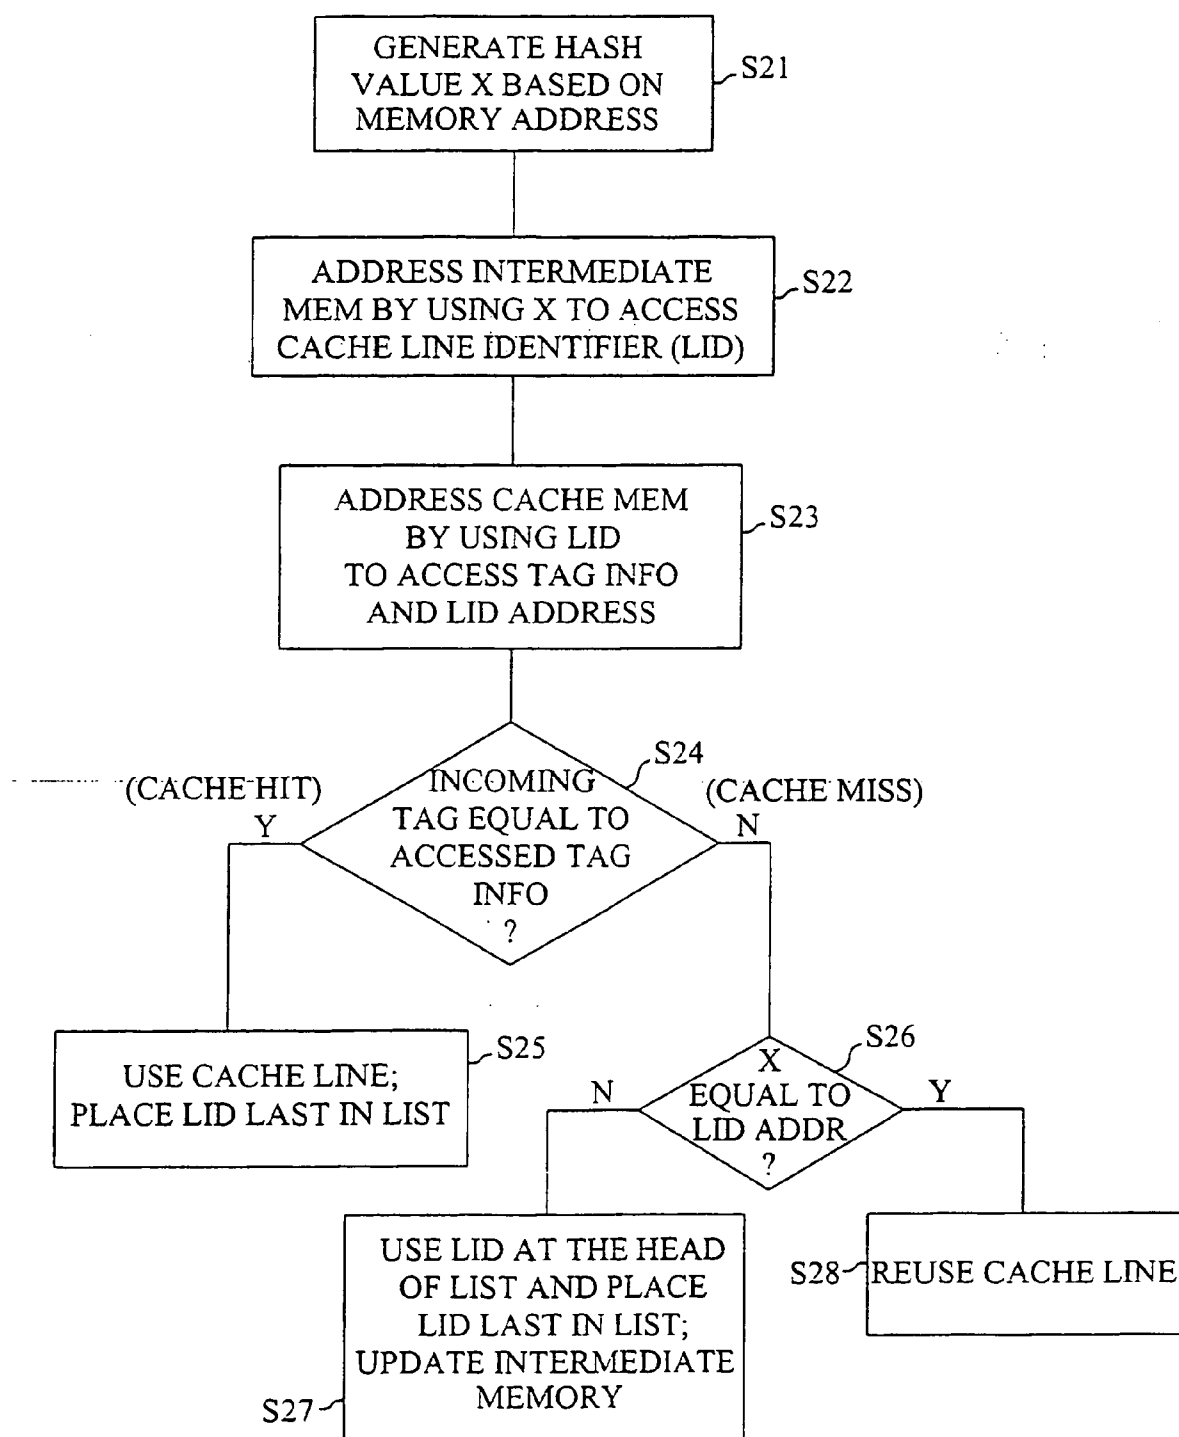 GENERATE HASH
VALUE X BASED ON
MEMORY ADDRESS
S21
ADDRESS INTERMEDIATE
MEM BY USING X TO ACCESS
CACHE LINE IDENTIFIER (LID)
S22
ADDRESS CACHE MEM
BY USING LID
TO ACCESS TAG INFO
AND LID ADDRESS
S23
S24
(CACHE HIT)
Y
INCOMING
TAG EQUAL TO
ACCESSED TAG
INFO
?
(CACHE MISS)
N
USE CACHE LINE;
PLACE LID LAST IN LIST
S25
S26
N
X
EQUAL TO
LID ADDR
?
Y
USE LID AT THE HEAD
OF LIST AND PLACE
LID LAST IN LIST;
UPDATE INTERMEDIATE
MEMORY
S27
S28
REUSE CACHE LINE